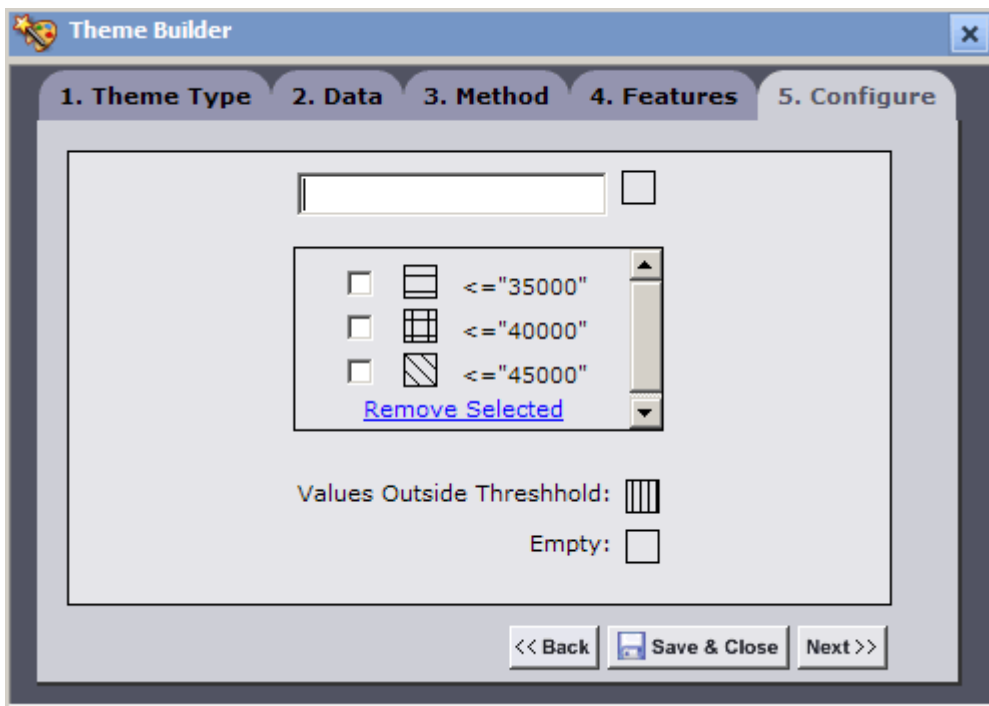 Theme Builder
1. Theme Type 2. Data 3. Method 4. Features 5. Configure
<="35000"
<="40000"
<="45000"
Remove Selected
Values Outside Threshhold:
Empty:
<< Back Save & Close Next >>